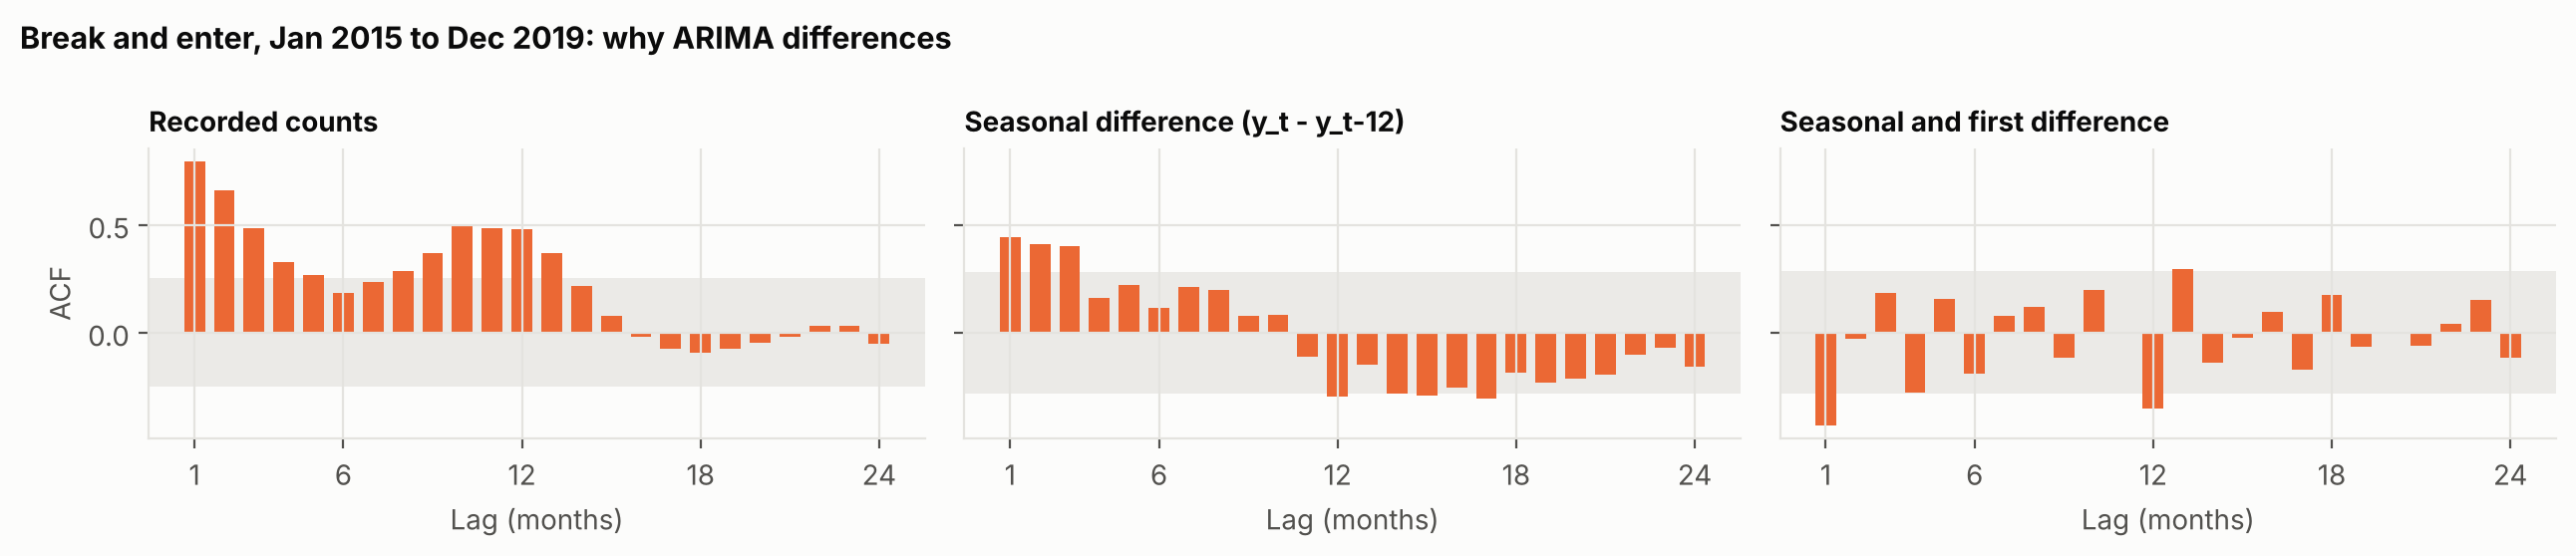 Break and enter, Jan 2015 to Dec 2019: why ARIMA differences
Recorded counts
Seasonal difference (y_t - y_t-12)
Seasonal and first difference
ACF
0.5
0.0
1 6 12 18 24
1 6 12 18 24
1 6 12 18 24
Lag (months)
Lag (months)
Lag (months)